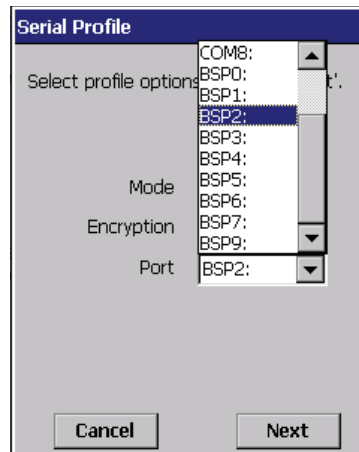 Serial Profile
COM8:
BSP0:
Select profile options t'.
BSP1:
BSP2:
BSP3:
BSP4:
BSP5:
Mode
BSP6:
Encryption
BSP7:
BSP9:
Port BSP2:
Cancel Next